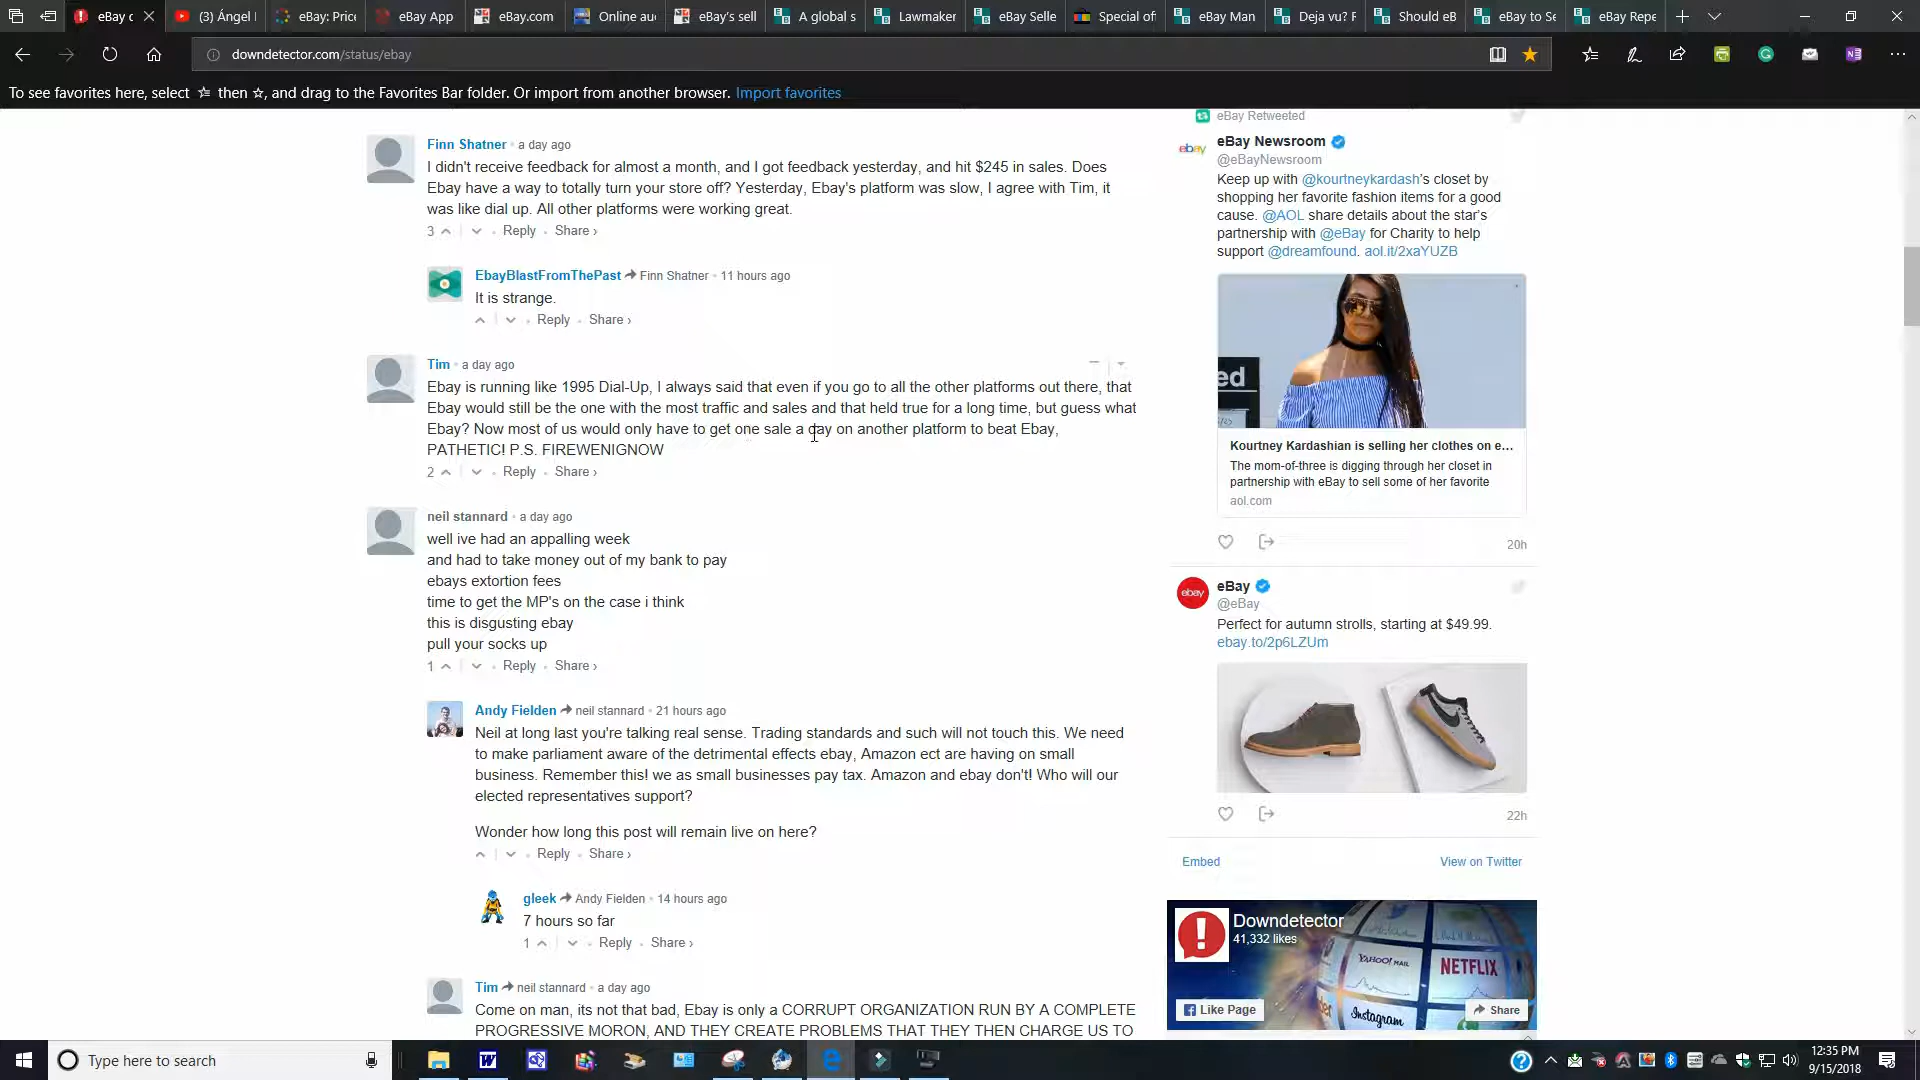 eBay d
(3) Ángel
eBay: Price
eBay App
eBay.com
Online au
eBay's sell
A global s
Lawmaker
eBay Selle
Special of
eBay Man
Deja vu? F
Should eB
eBay to Se
eBay Repe
downdetector.com/status/ebay
To see favorites here, select ☆ then ☆, and drag to the Favorites Bar folder. Or import from another browser. Import favorites
Finn Shatner • a day ago
I didn't receive feedback for almost a month, and I got feedback yesterday, and hit $245 in sales. Does
Ebay have a way to totally turn your store off? Yesterday, Ebay's platform was slow, I agree with Tim, it
was like dial up. All other platforms were working great.
3 Reply • Share ›
EbayBlastFromThePast Finn Shatner • 11 hours ago
It is strange.
Reply • Share ›
Tim • a day ago
Ebay is running like 1995 Dial-Up, I always said that even if you go to all the other platforms out there, that
Ebay would still be the one with the most traffic and sales and that held true for a long time, but guess what
Ebay? Now most of us would only have to get one sale a day on another platform to beat Ebay,
PATHETIC! P.S. FIREWENIGNOW
2 Reply • Share ›
neil stannard • a day ago
well ive had an appalling week
and had to take money out of my bank to pay
ebays extortion fees
time to get the MP's on the case i think
this is disgusting ebay
pull your socks up
1 Reply • Share ›
Andy Fielden neil stannard • 21 hours ago
Neil at long last you're talking real sense. Trading standards and such will not touch this. We need
to make parliament aware of the detrimental effects ebay, Amazon ect are having on small
business. Remember this! we as small businesses pay tax. Amazon and ebay don't! Who will our
elected representatives support?
Wonder how long this post will remain live on here?
Reply • Share ›
gleek Andy Fielden • 14 hours ago
7 hours so far
1 Reply • Share ›
Tim neil stannard • a day ago
Come on man, its not that bad, Ebay is only a CORRUPT ORGANIZATION RUN BY A COMPLETE
PROGRESSIVE MORON, AND THEY CREATE PROBLEMS THAT THEY THEN CHARGE US TO
eBay Retweeted
ebay
eBay Newsroom
@eBayNewsroom
Keep up with @kourtneykardash's closet by
shopping her favorite fashion items for a good
cause. @AOL share details about the star's
partnership with @eBay for Charity to help
support @dreamfound. aol.it/2xaYUZB
ed
Kourtney Kardashian is selling her clothes on e...
The mom-of-three is digging through her closet in
partnership with eBay to sell some of her favorite
aol.com
20h
ebay
eBay
@eBay
Perfect for autumn strolls, starting at $49.99.
ebay.to/2p6LZUm
22h
Embed
View on Twitter
Downdetector
41,332 likes
YAHOO! MAIL
NETFLIX
Instagram
Like Page
Share
Type here to search
12:35 PM
9/15/2018